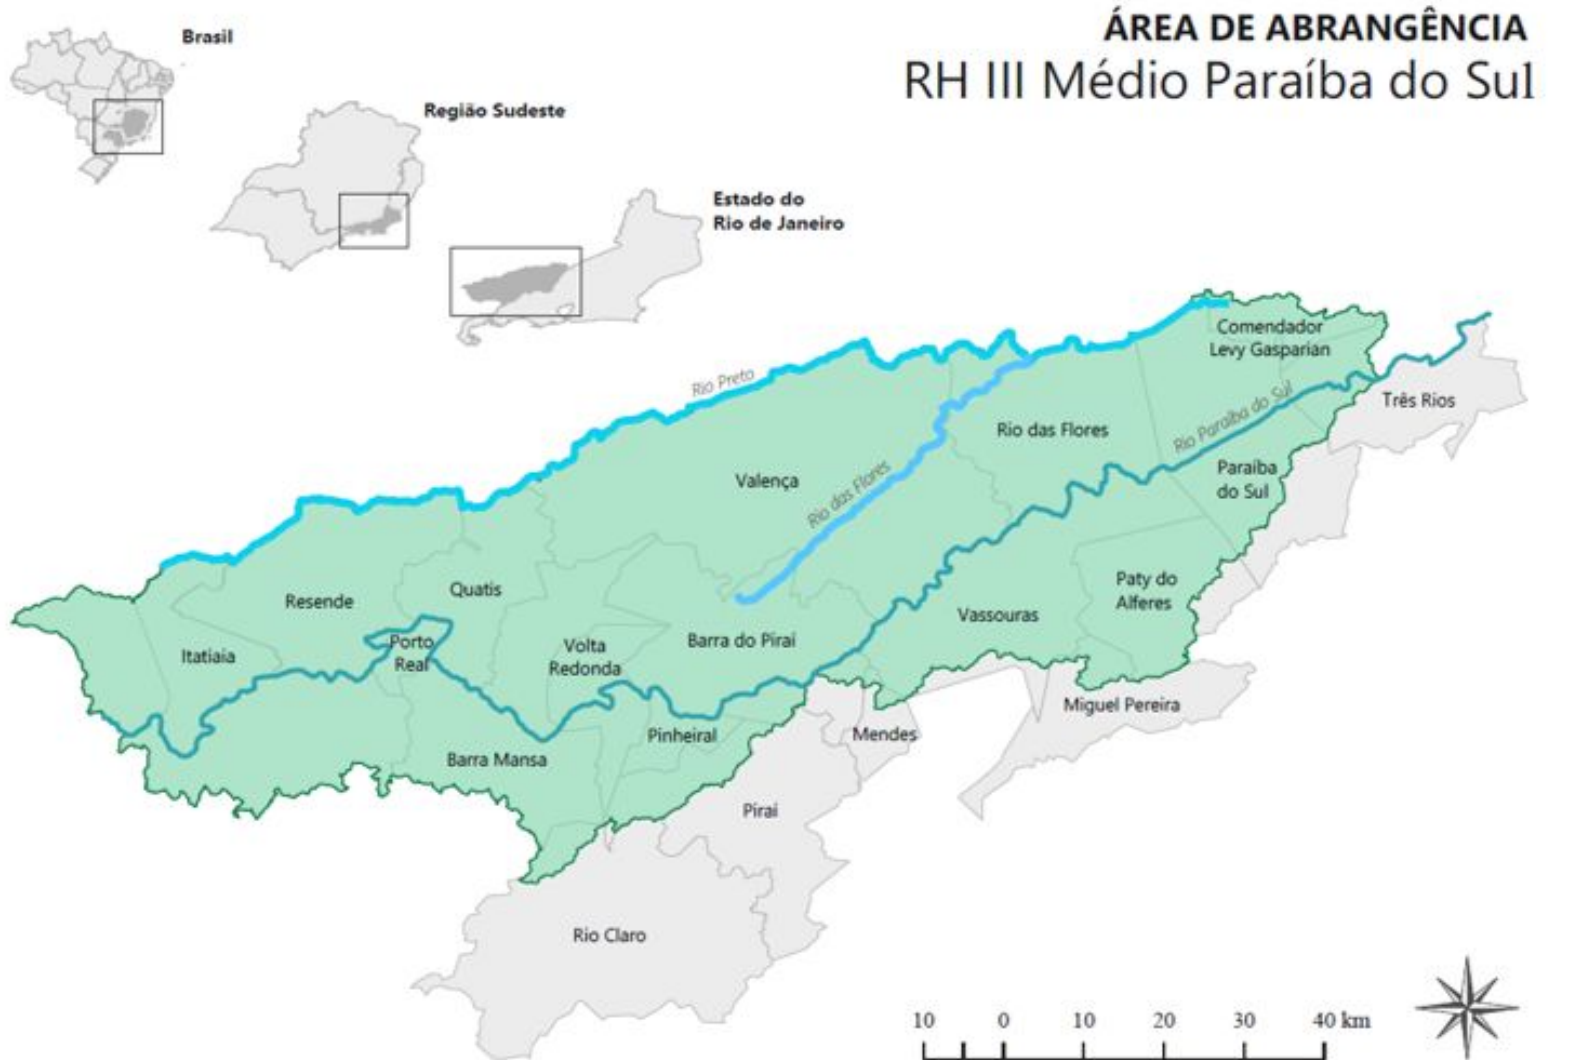 ÁREA DE ABRANGÊNCIA
RH III Médio Paraíba do Sul
Brasil
Região Sudeste
Estado do
Rio de Janeiro
Rio Preto
Comendador
Levy Gasparian
Três Rios
Rio Paraíba do Sul
Rio das Flores
Paraíba
do Sul
Valença
Rio das Flores
Resende
Quatis
Paty do
Alferes
Vassouras
Itatiaia
Porto
Real
Volta
Redonda
Barra do Piraí
Miguel Pereira
Pinheiral
Mendes
Barra Mansa
Piraí
Rio Claro
10 0 10 20 30 40 km